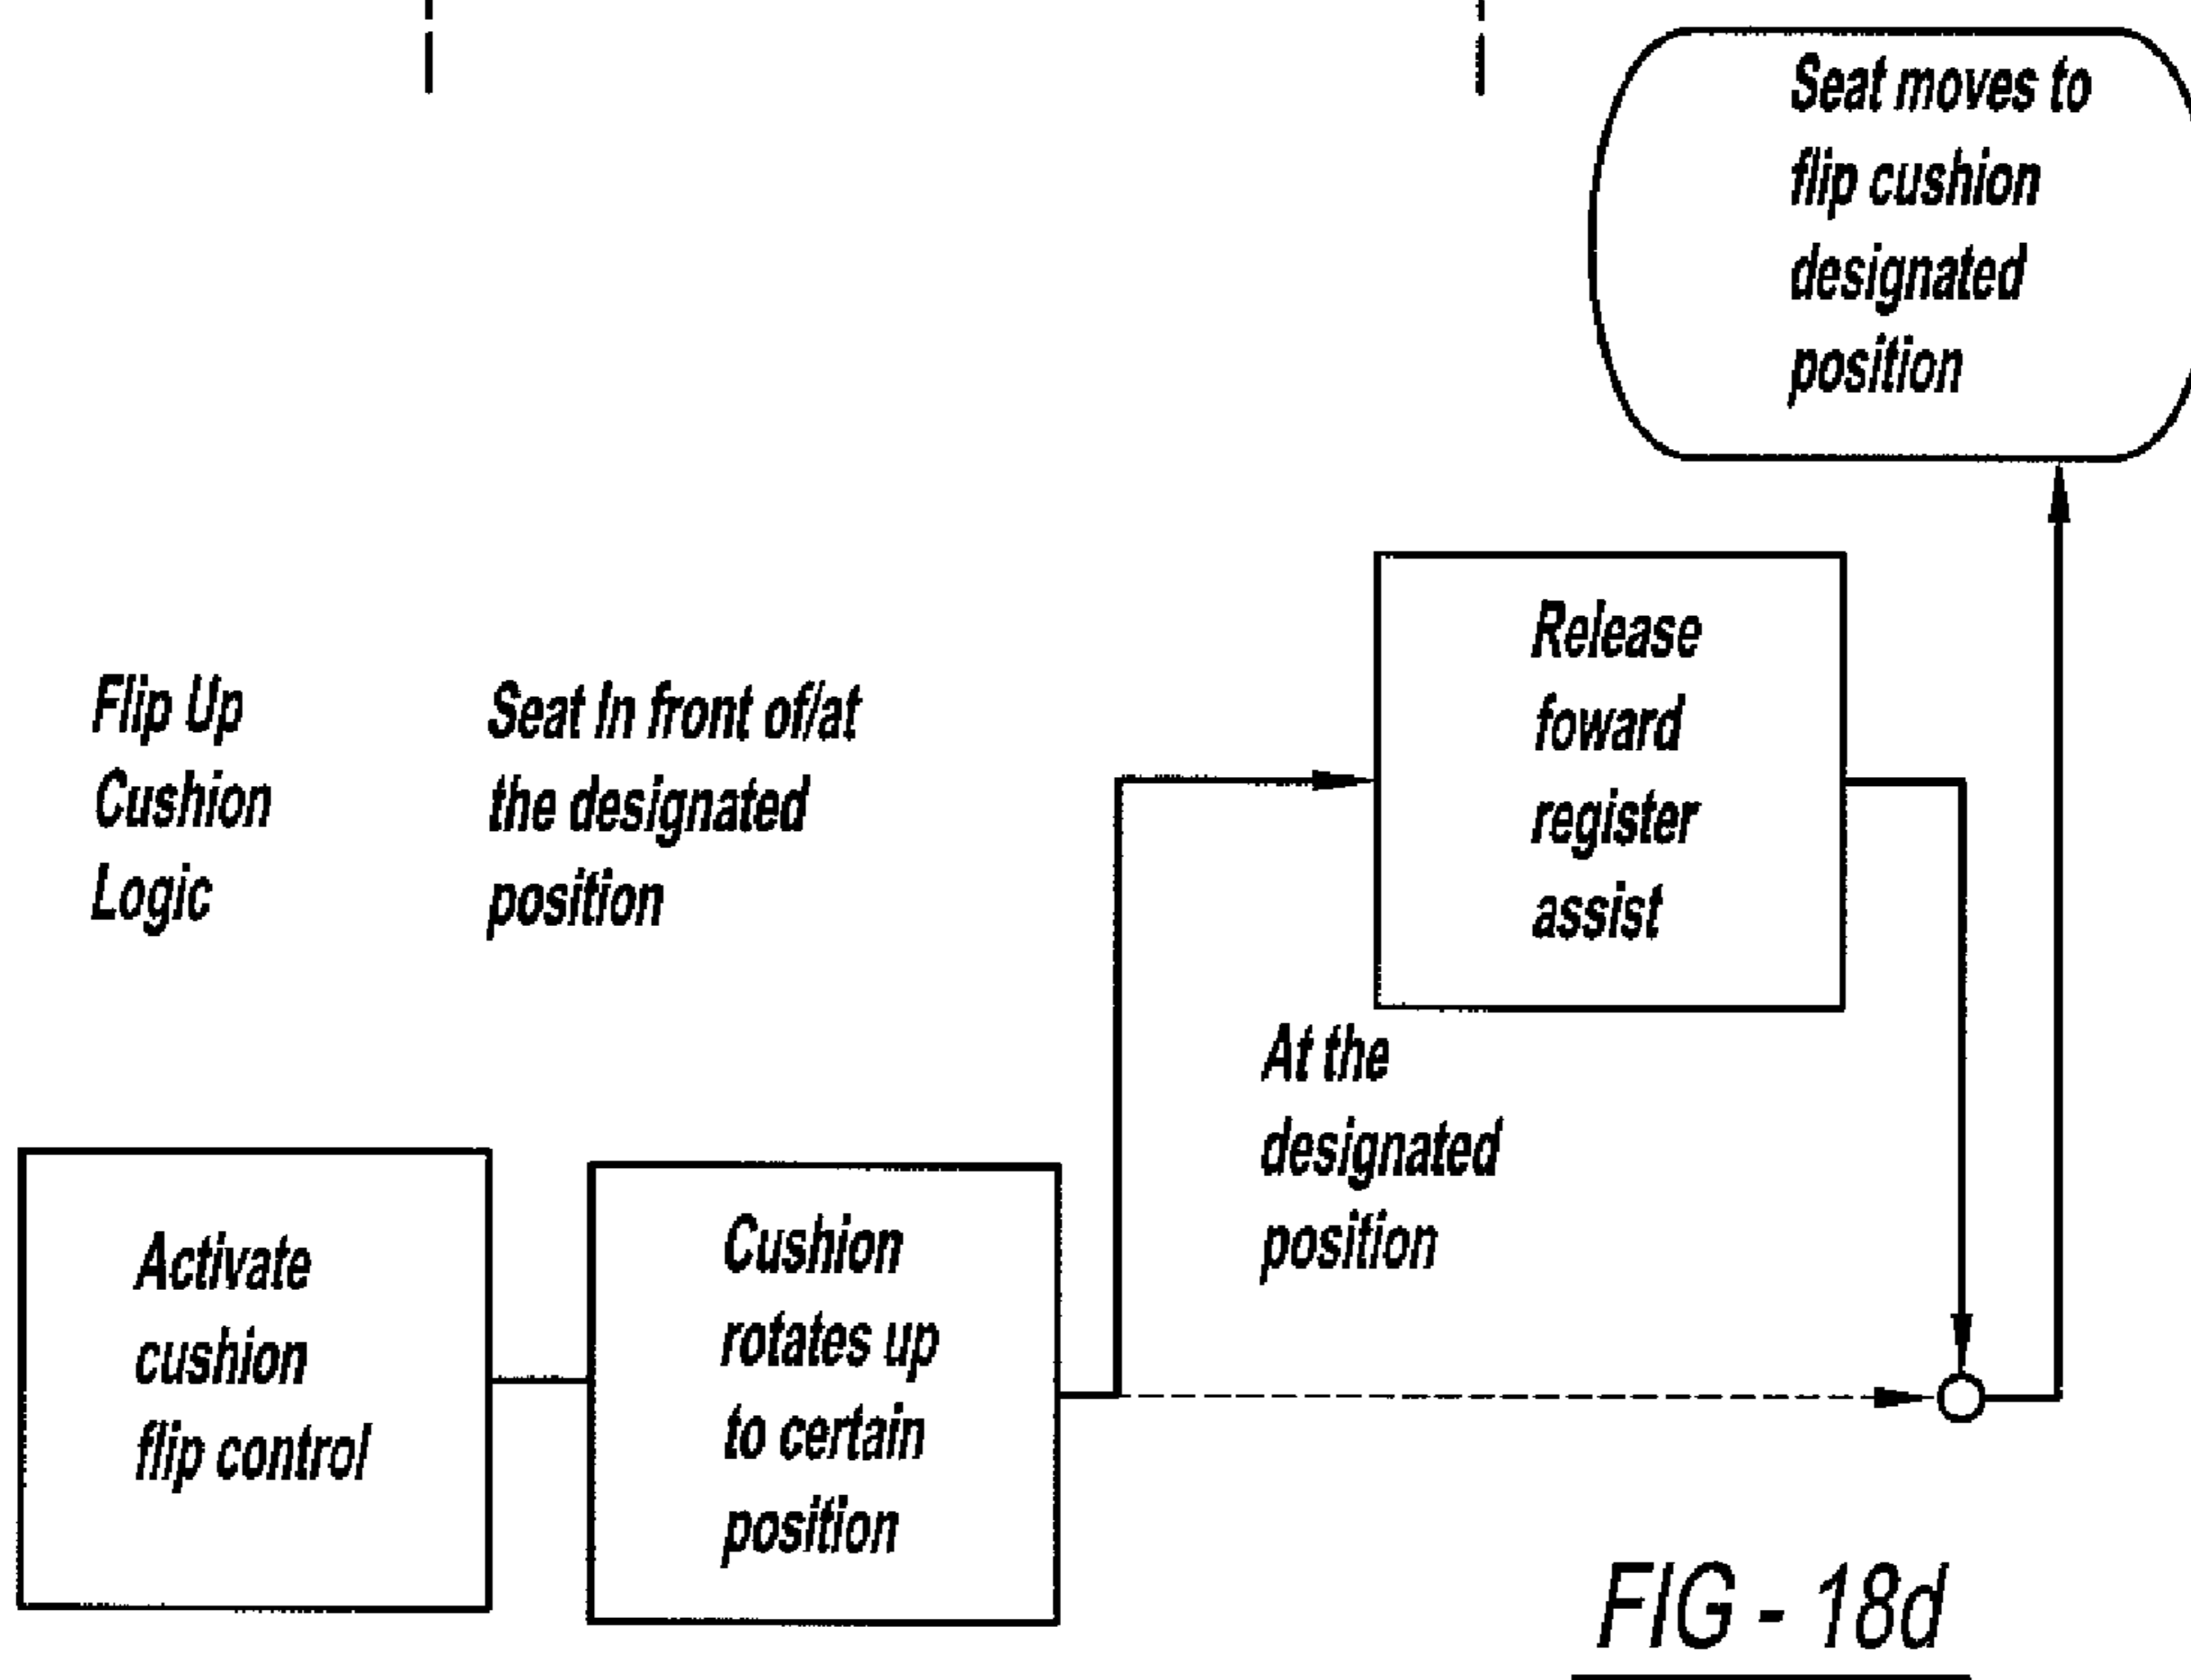 Seat moves to
flip cushion
designated
position
Release
foward
register
assist
Flip Up
Cushion
Logic
Seat In front of/at
the designated
position
At the
designated
position
Activate
cushion
flip control
Cushion
rotates up
to certain
position
FIG - 18d